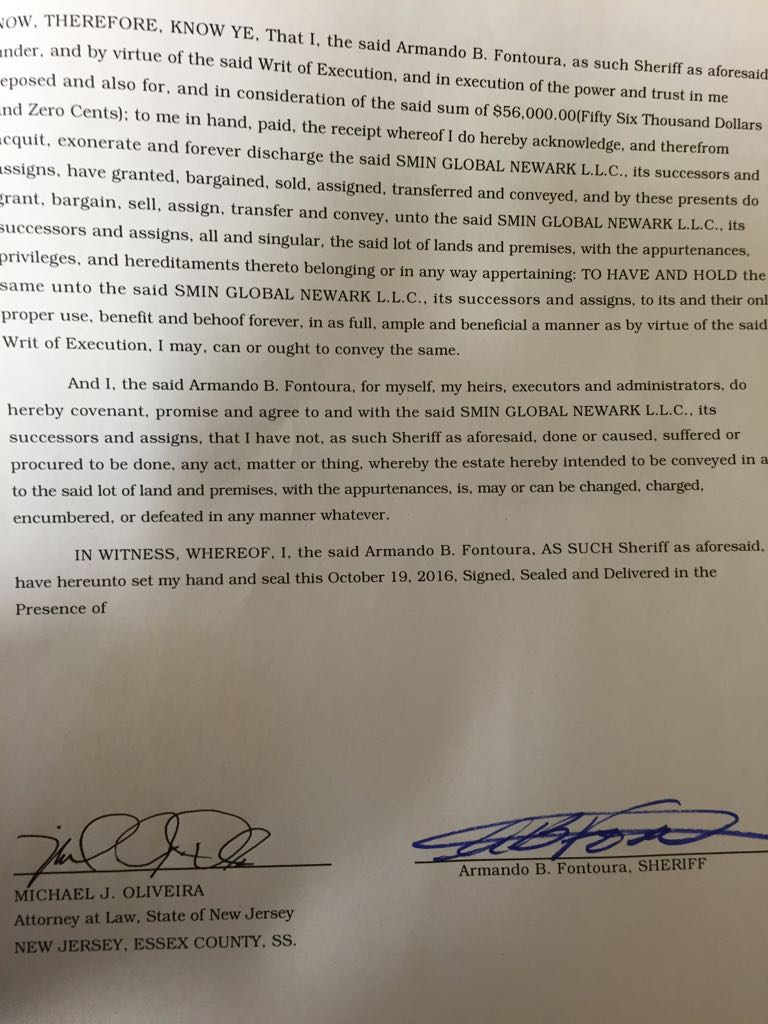 NOW, THEREFORE, KNOW YE, That I, the said Armando B. Fontoura, as such Sheriff as aforesaid
under, and by virtue of the said Writ of Execution, and in execution of the power and trust in me
eposed and also for, and in consideration of the said sum of $56,000.00(Fifty Six Thousand Dollars
nd Zero Cents); to me in hand, paid, the receipt whereof I do hereby acknowledge, and therefrom
cquit, exonerate and forever discharge the said SMIN GLOBAL NEWARK L.L.C., its successors and
assigns, have granted, bargained, sold, assigned, transferred and conveyed, and by these presents do
grant, bargain, sell, assign, transfer and convey, unto the said SMIN GLOBAL NEWARK L.L.C., its
successors and assigns, all and singular, the said lot of lands and premises, with the appurtenances,
privileges, and hereditaments thereto belonging or in any way appertaining: TO HAVE AND HOLD the
same unto the said SMIN GLOBAL NEWARK L.L.C., its successors and assigns, to its and their onl
proper use, benefit and behoof forever, in as full, ample and beneficial a manner as by virtue of the said
Writ of Execution, I may, can or ought to convey the same.
And I, the said Armando B. Fontoura, for myself, my heirs, executors and administrators, do
hereby covenant, promise and agree to and with the said SMIN GLOBAL NEWARK L.L.C., its
successors and assigns, that I have not, as such Sheriff as aforesaid, done or caused, suffered or
procured to be done, any act, matter or thing, whereby the estate hereby intended to be conveyed in a
to the said lot of land and premises, with the appurtenances, is, may or can be changed, charged,
encumbered, or defeated in any manner whatever.
IN WITNESS, WHEREOF, I, the said Armando B. Fontoura, AS SUCH Sheriff as aforesaid,
have hereunto set my hand and seal this October 19, 2016, Signed, Sealed and Delivered in the
Presence of
MICHAEL J. OLIVEIRA
Attorney at Law, State of New Jersey
NEW JERSEY, ESSEX COUNTY, SS.
Armando B. Fontoura, SHERIFF